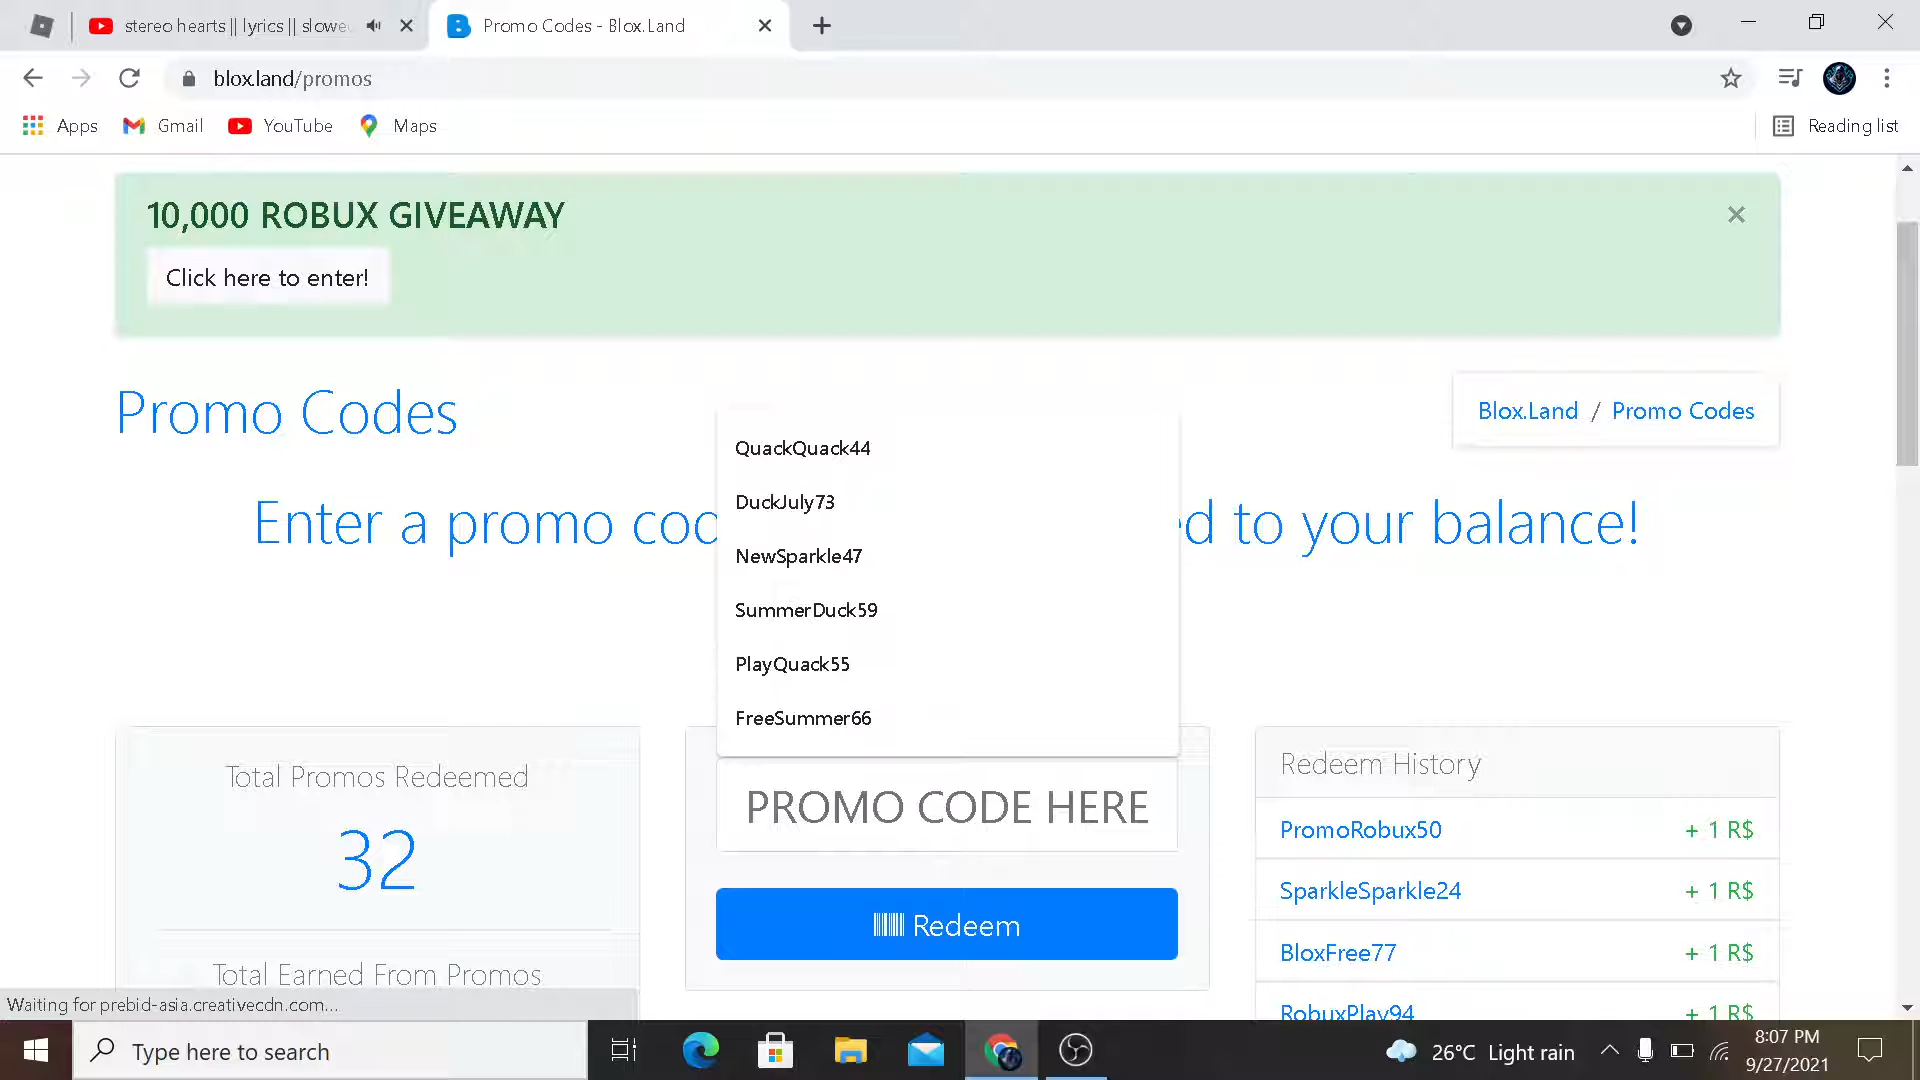 stereo hearts || lyrics || slowe
Promo Codes - Blox.Land
blox.land/promos
Apps
Gmail
YouTube
Maps
Reading list
10,000 ROBUX GIVEAWAY
Click here to enter!
Promo Codes
Blox.Land / Promo Codes
QuackQuack44
DuckJuly73
NewSparkle47
SummerDuck59
PlayQuack55
FreeSummer66
Enter a promo cod
d to your balance!
Total Promos Redeemed
32
Total Earned From Promos
PROMO CODE HERE
Redeem
Redeem History
PromoRobux50 + 1 R$
SparkleSparkle24 + 1 R$
BloxFree77 + 1 R$
RobuxPlay94 + 1 R$
Waiting for prebid-asia.creativecdn.com...
Type here to search
26°C Light rain
8:07 PM
9/27/2021